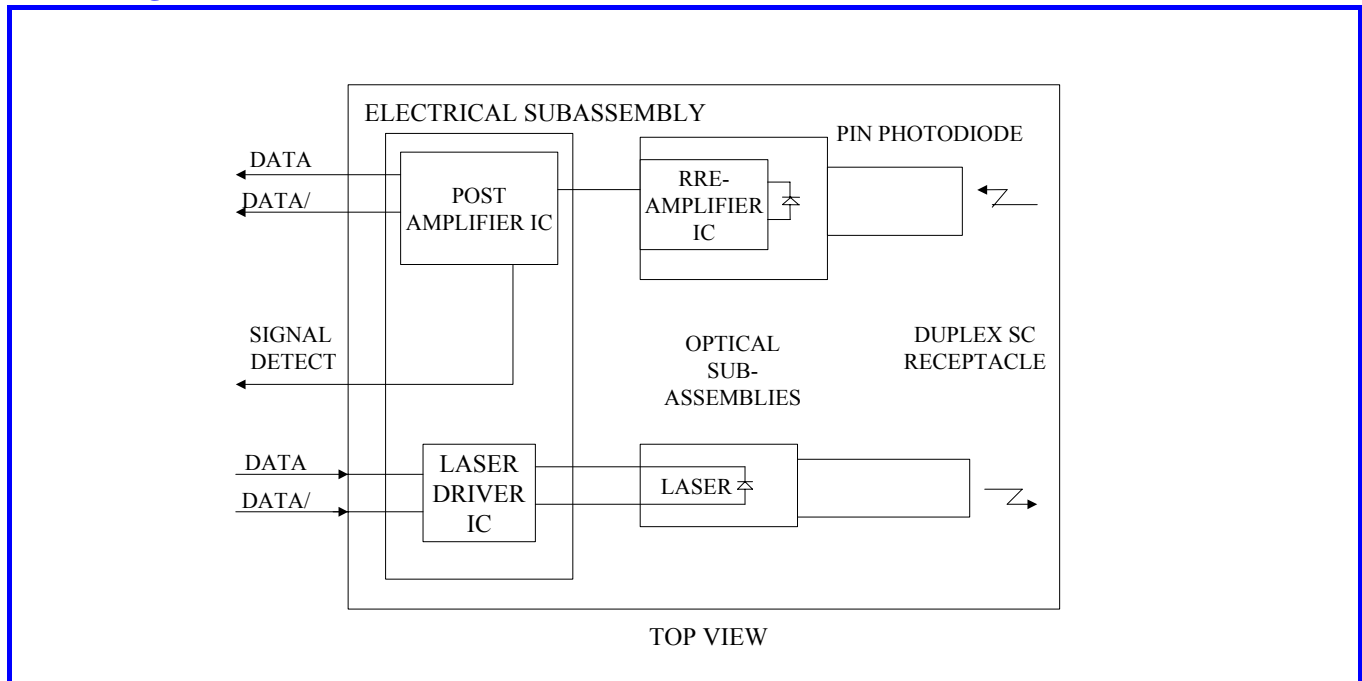 ELECTRICAL SUBASSEMBLY
PIN PHOTODIODE
DATA
DATA/
POST
AMPLIFIER IC
RRE-
AMPLIFIER
IC
SIGNAL
DETECT
OPTICAL
SUB-
ASSEMBLIES
DUPLEX SC
RECEPTACLE
DATA
DATA/
LASER
DRIVER
IC
LASER
TOP VIEW